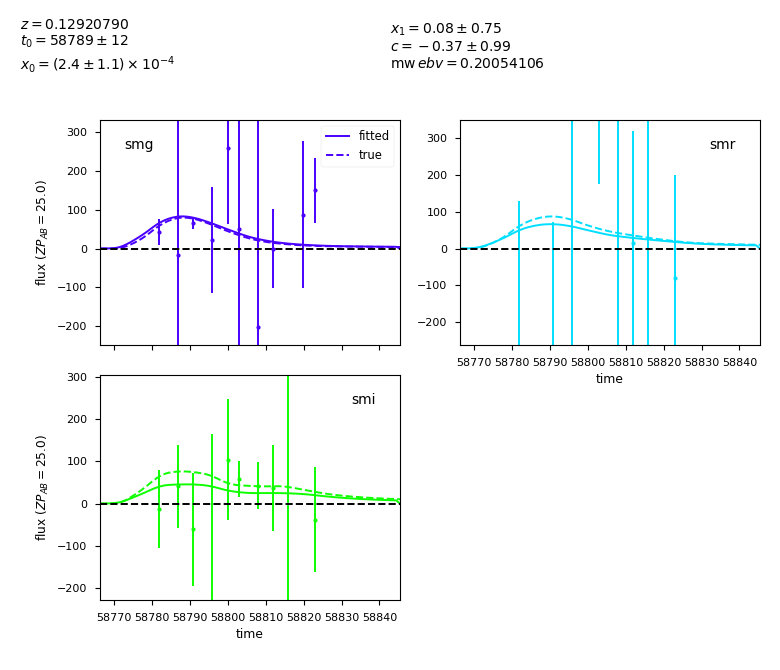 z = 0.12920790
t₀ = 58789 ± 12
x₀ = (2.4 ± 1.1) × 10⁻⁴
x₁ = 0.08 ± 0.75
c = −0.37 ± 0.99
mw ebv = 0.20054106
smg
fitted
true
300
200
100
0
−100
−200
flux (ZP_AB = 25.0)
smr
300
200
100
0
−100
−200
58770 58780 58790 58800 58810 58820 58830 58840
time
smi
300
200
100
0
−100
−200
flux (ZP_AB = 25.0)
58770 58780 58790 58800 58810 58820 58830 58840
time